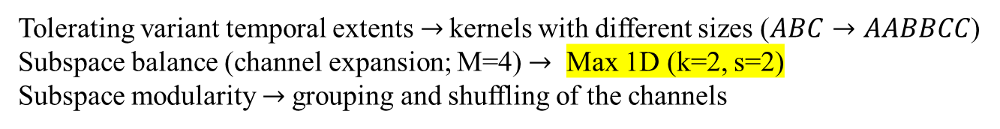 Tolerating variant temporal extents → kernels with different sizes (ABC → AABBCC)
Subspace balance (channel expansion; M=4) → Max 1D (k=2, s=2)
Subspace modularity → grouping and shuffling of the channels